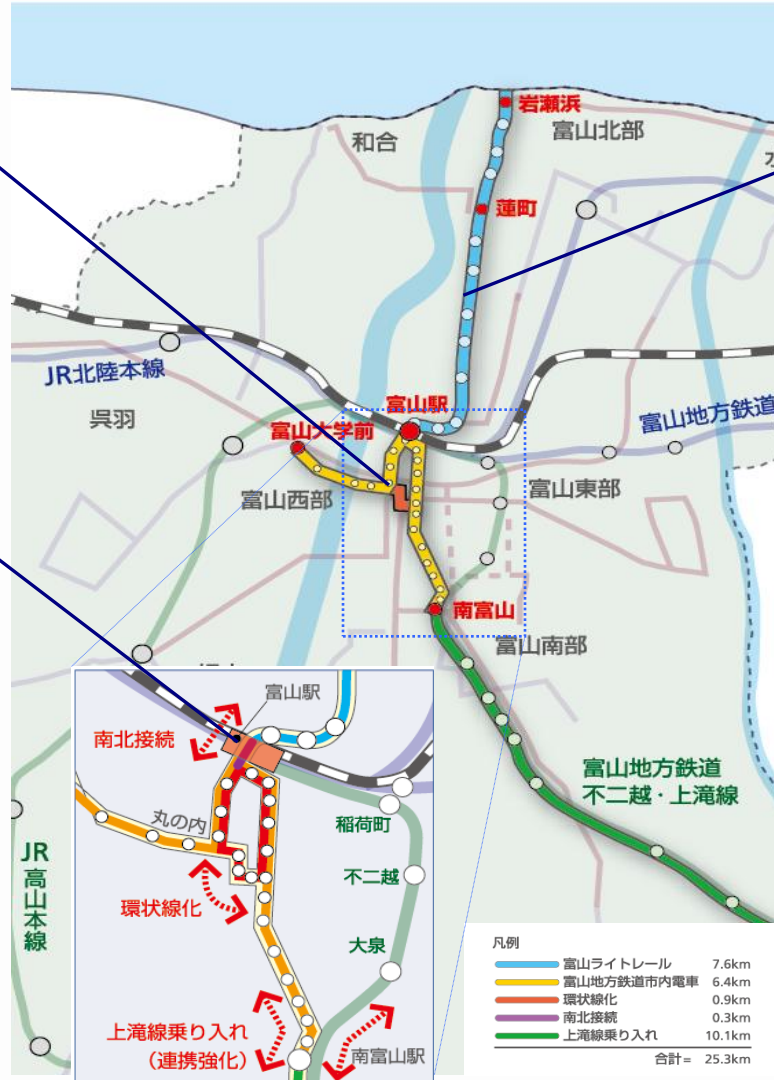 岩瀬浜
和合
富山北部
蓮町
JR北陸本線
呉羽
富山駅
富山大学前
富山地方鉄道
富山西部
富山東部
南富山
富山南部
富山駅
南北接続
丸の内
稲荷町
環状線化
不二越
大泉
上滝線乗り入れ
(連携強化)
南富山駅
JR
高山本線
富山地方鉄道
不二越・上滝線
凡例
富山ライトレール 7.6km
富山地方鉄道市内電車 6.4km
環状線化 0.9km
南北接続 0.3km
上滝線乗り入れ 10.1km
合計= 25.3km